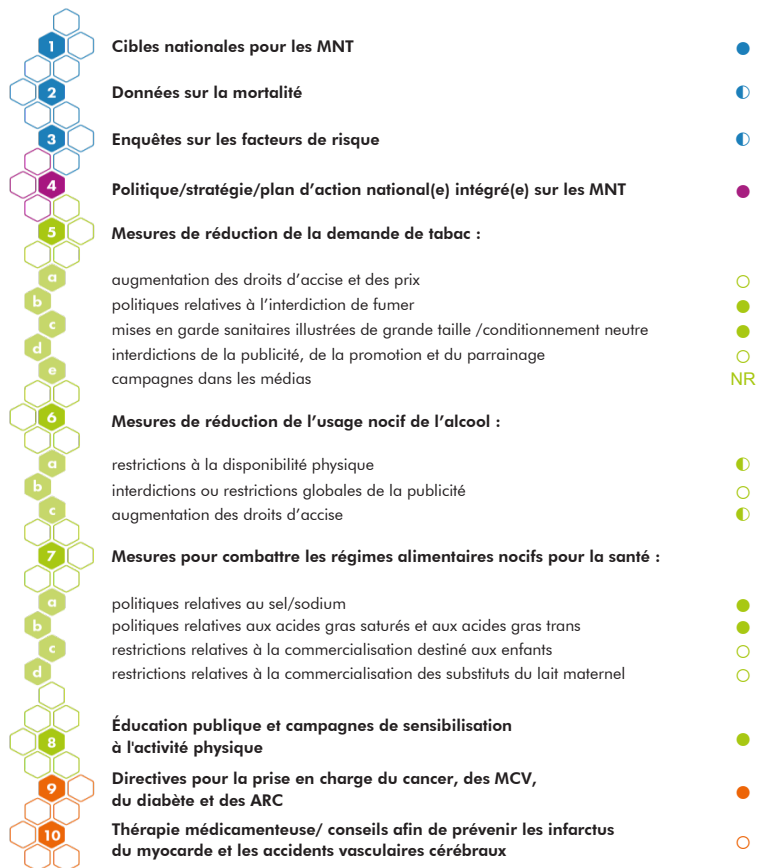 1 Cibles nationales pour les MNT ●
2 Données sur la mortalité ◐
3 Enquêtes sur les facteurs de risque ◐
4 Politique/stratégie/plan d'action national(e) intégré(e) sur les MNT ●
5 Mesures de réduction de la demande de tabac :
a augmentation des droits d'accise et des prix ○
b politiques relatives à l'interdiction de fumer ●
c mises en garde sanitaires illustrées de grande taille /conditionnement neutre ●
d interdictions de la publicité, de la promotion et du parrainage ○
e campagnes dans les médias NR
6 Mesures de réduction de l'usage nocif de l'alcool :
a restrictions à la disponibilité physique ◐
b interdictions ou restrictions globales de la publicité ○
c augmentation des droits d'accise ◐
7 Mesures pour combattre les régimes alimentaires nocifs pour la santé :
a politiques relatives au sel/sodium ●
b politiques relatives aux acides gras saturés et aux acides gras trans ●
c restrictions relatives à la commercialisation destiné aux enfants ○
d restrictions relatives à la commercialisation des substituts du lait maternel ○
Éducation publique et campagnes de sensibilisation
8 à l'activité physique ●
9 Directives pour la prise en charge du cancer, des MCV,
du diabète et des ARC ●
10 Thérapie médicamenteuse/ conseils afin de prévenir les infarctus
du myocarde et les accidents vasculaires cérébraux ○